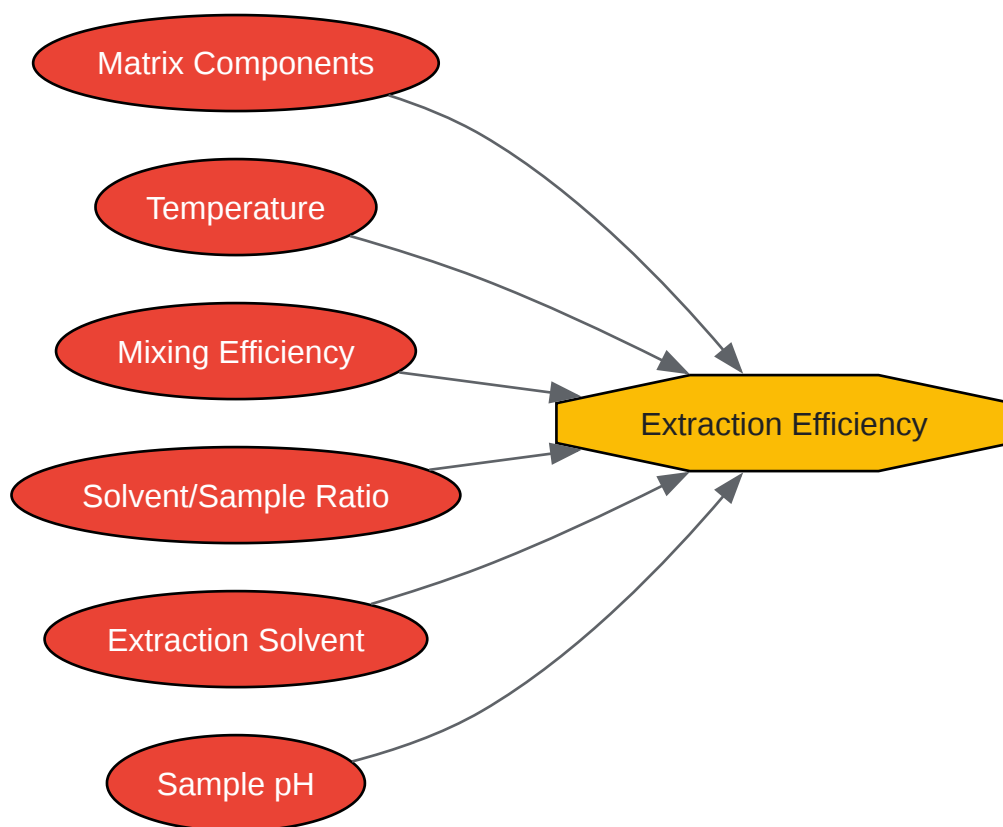 Matrix Components
Temperature
Mixing Efficiency
Extraction Efficiency
Solvent/Sample Ratio
Extraction Solvent
Sample pH